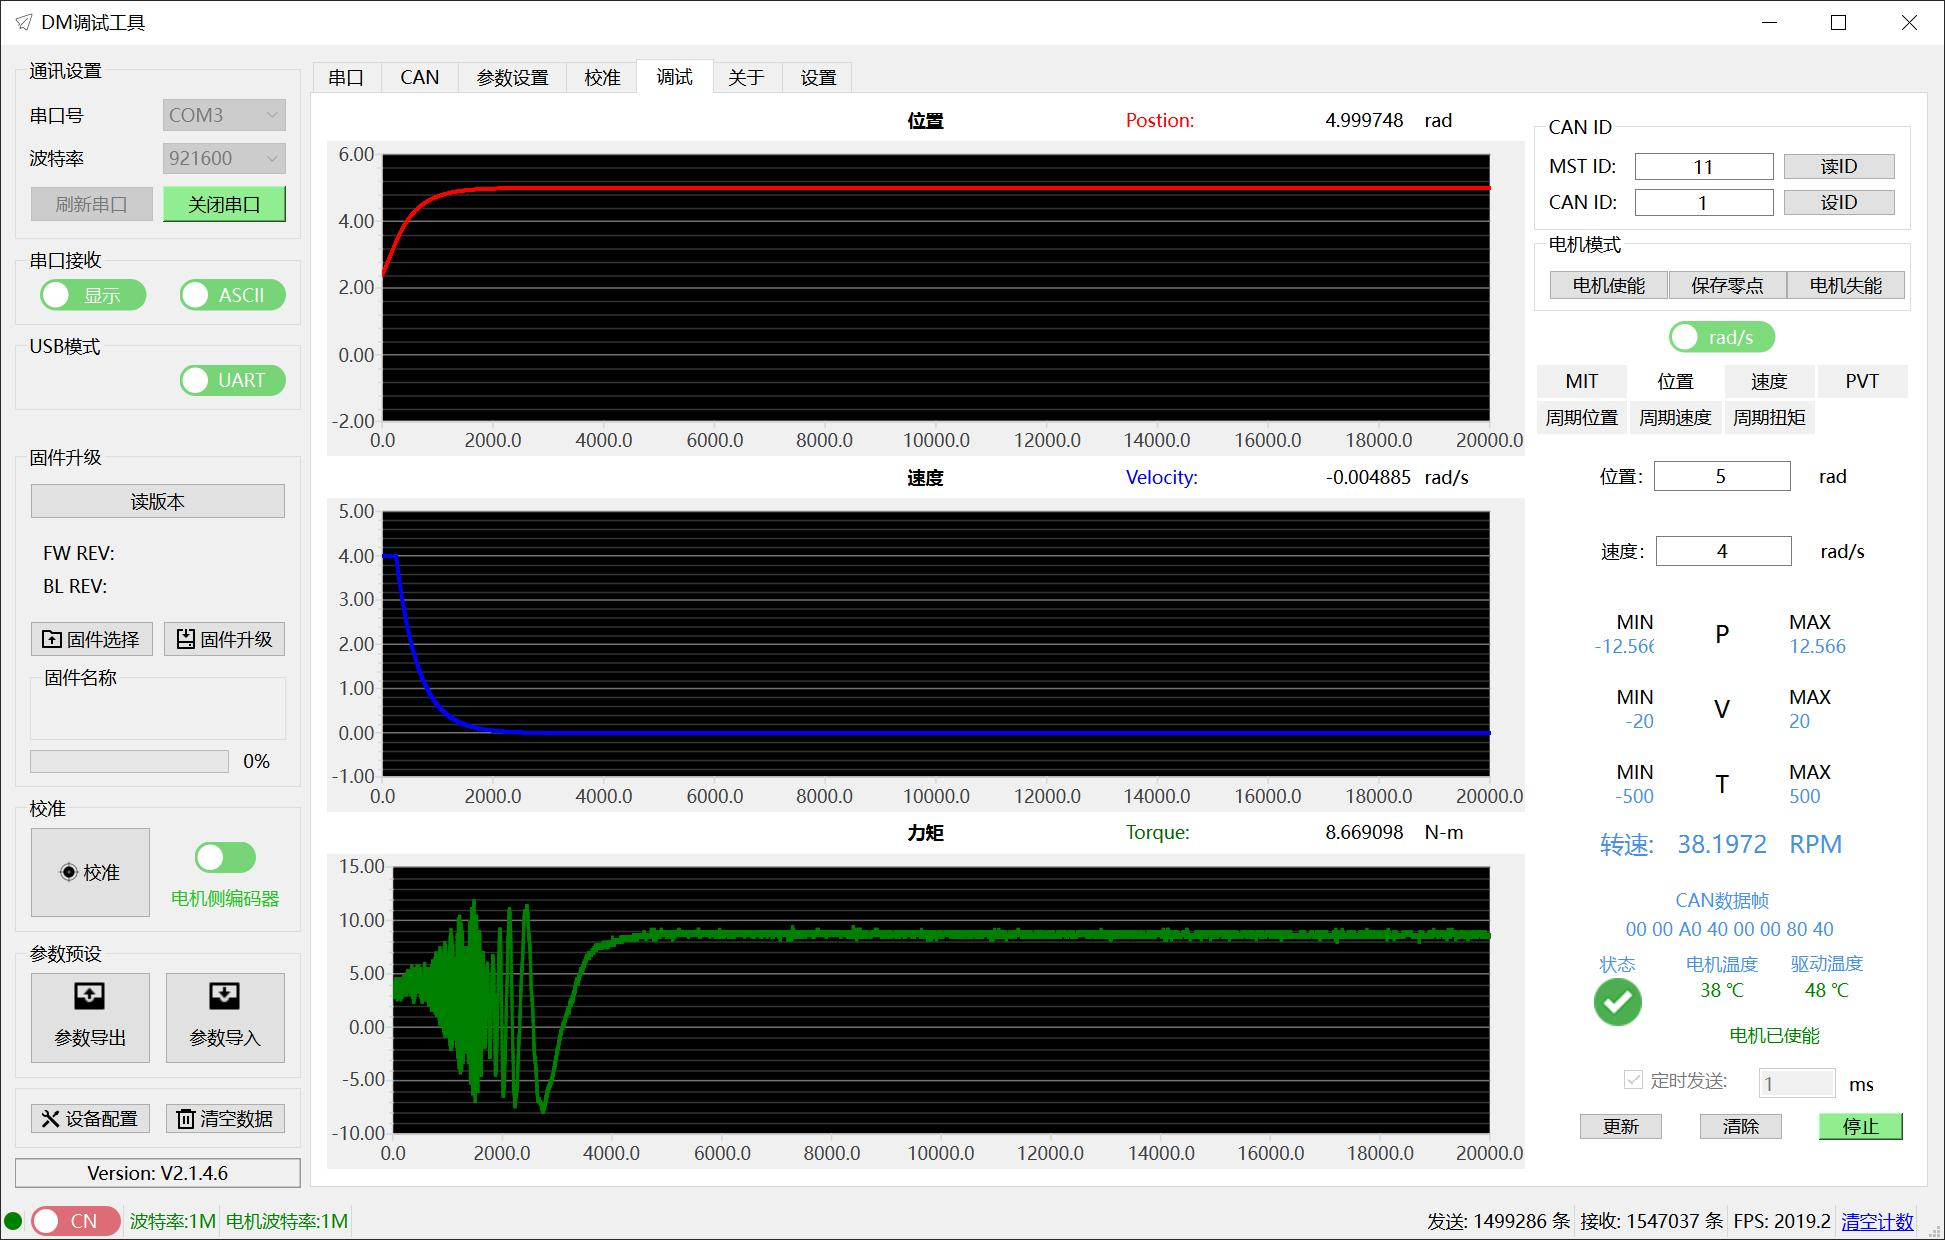 DM调试工具
通讯设置
串口号 COM3
波特率 921600
刷新串口 关闭串口
串口接收
显示 ASCII
USB模式
UART
固件升级
读版本
FW REV:
BL REV:
固件选择 固件升级
固件名称
0%
校准
校准
电机侧编码器
参数预设
参数导出 参数导入
设备配置 清空数据
Version: V2.1.4.6
串口 CAN 参数设置 校准 调试 关于 设置
位置 Postion: 4.999748 rad
6.00
4.00
2.00
0.00
-2.00
0.0 2000.0 4000.0 6000.0 8000.0 10000.0 12000.0 14000.0 16000.0 18000.0 20000.0
速度 Velocity: -0.004885 rad/s
5.00
4.00
3.00
2.00
1.00
0.00
-1.00
0.0 2000.0 4000.0 6000.0 8000.0 10000.0 12000.0 14000.0 16000.0 18000.0 20000.0
力矩 Torque: 8.669098 N-m
15.00
10.00
5.00
0.00
-5.00
-10.00
0.0 2000.0 4000.0 6000.0 8000.0 10000.0 12000.0 14000.0 16000.0 18000.0 20000.0
CAN ID
MST ID: 11 读ID
CAN ID: 1 设ID
电机模式
电机使能 保存零点 电机失能
rad/s
MIT 位置 速度 PVT
周期位置 周期速度 周期扭矩
位置: 5 rad
速度: 4 rad/s
MIN P MAX
-12.566 12.566
MIN V MAX
-20 20
MIN T MAX
-500 500
转速: 38.1972 RPM
CAN数据帧
00 00 A0 40 00 00 80 40
状态 电机温度 驱动温度
38 ℃ 48 ℃
电机已使能
定时发送: 1 ms
更新 清除 停止
CN 波特率:1M 电机波特率:1M 发送: 1499286 条 接收: 1547037 条 FPS: 2019.2 清空计数